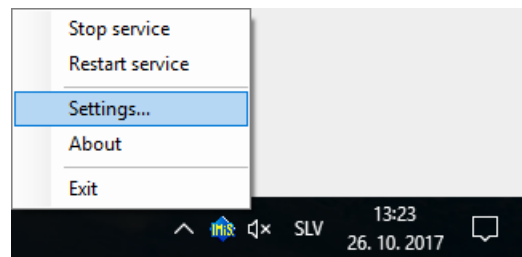 Stop service
Restart service
Settings...
About
Exit
IMiS
SLV
13:23
26. 10. 2017